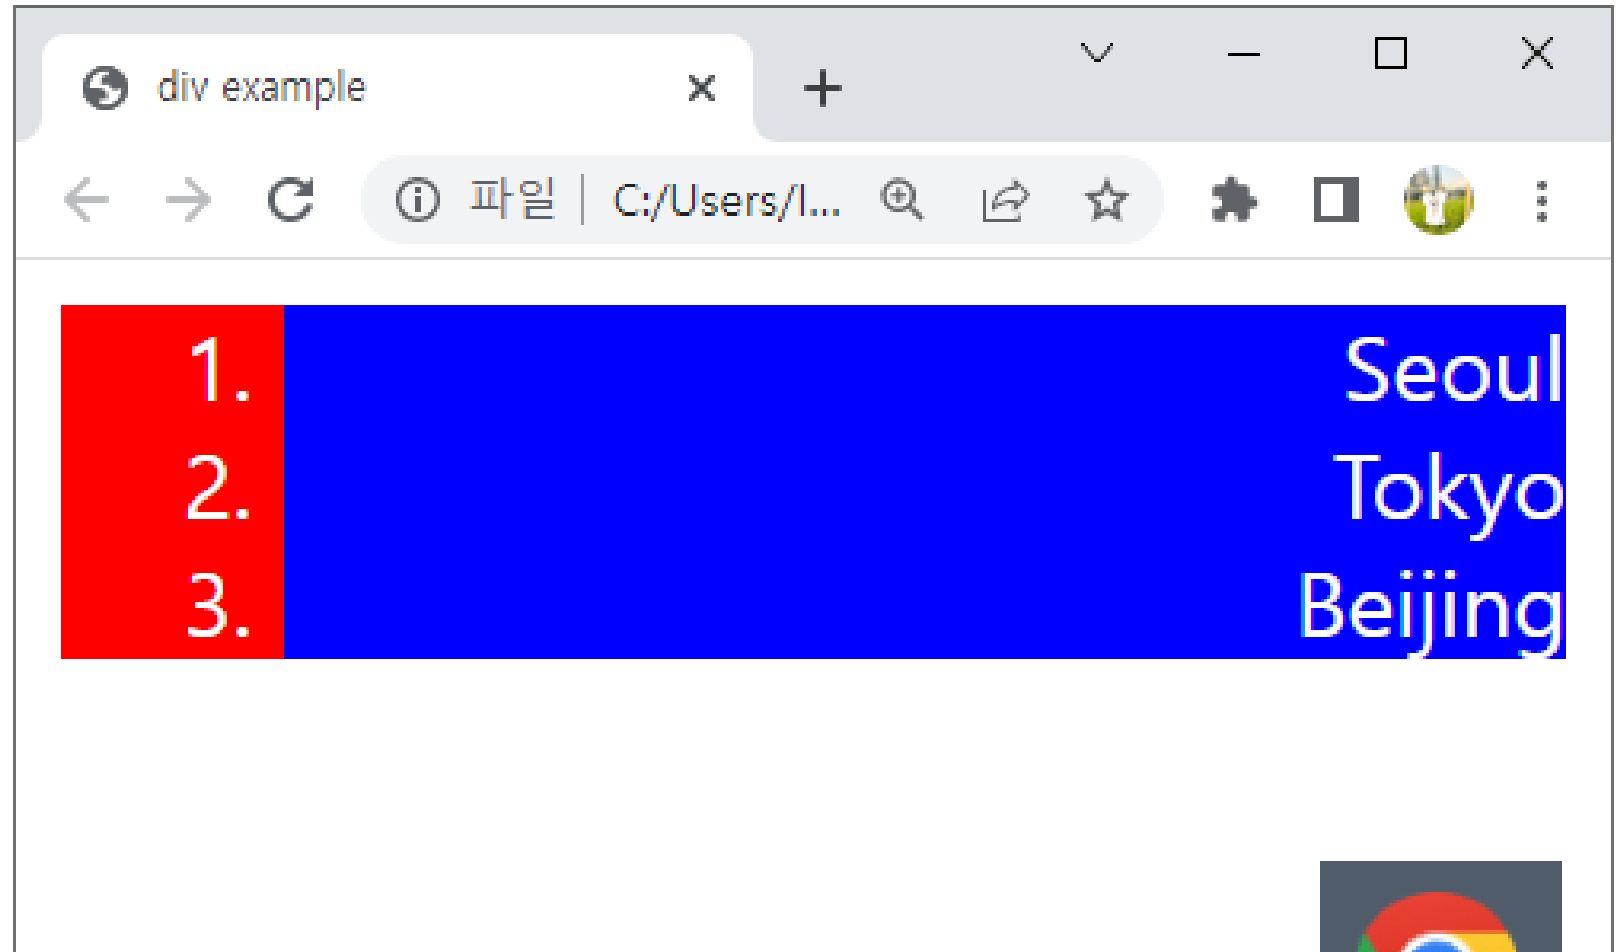 div example
파일 | C:/Users/l...
1. Seoul
2. Tokyo
3. Beijing